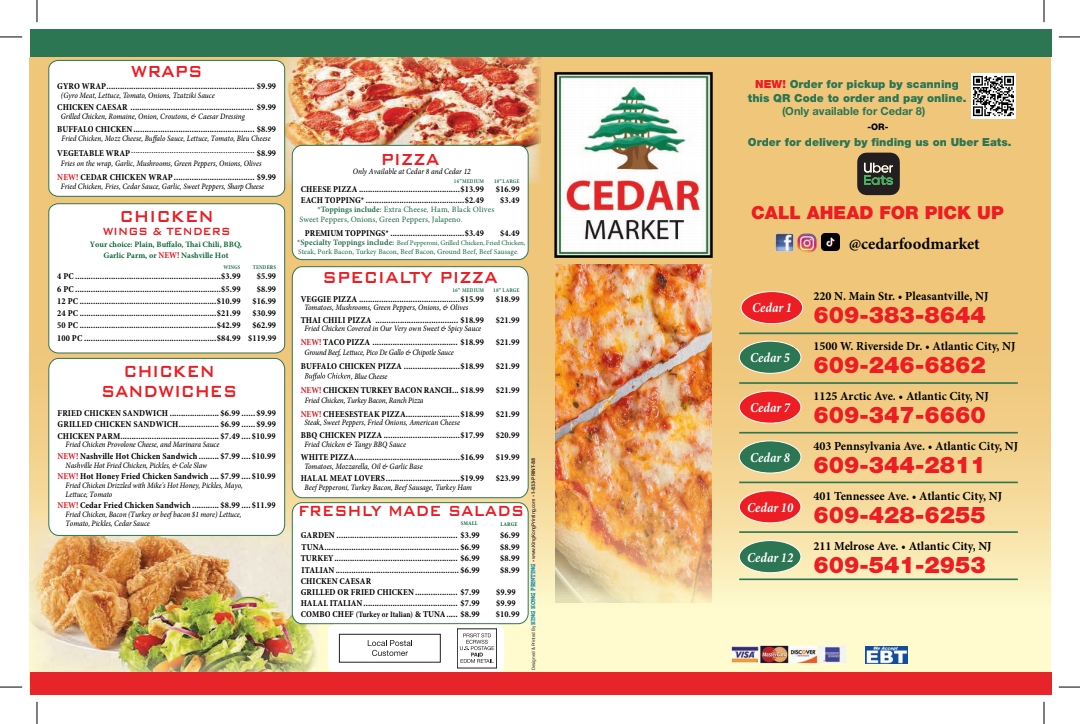 WRAPS
GYRO WRAP........ $9.99
(Gyro Meat, Lettuce, Tomato, Onions, Tzatziki Sauce
CHICKEN CAESAR ........ $9.99
Grilled Chicken, Romaine, Onion, Croutons, & Caesar Dressing
BUFFALO CHICKEN ........ $8.99
Fried Chicken, Mozz Cheese, Buffalo Sauce, Lettuce, Tomato, Bleu Cheese
VEGETABLE WRAP ........ $8.99
Fries on the wrap, Garlic, Mushrooms, Green Peppers, Onions, Olives
NEW! CEDAR CHICKEN WRAP ........ $9.99
Fried Chicken, Fries, Cedar Sauce, Garlic, Sweet Peppers, Sharp Cheese
CHICKEN
WINGS & TENDERS
Your choice: Plain, Buffalo, Thai Chili, BBQ,
Garlic Parm, or NEW! Nashville Hot
WINGS TENDERS
4 PC ........ $3.99 $5.99
6 PC ........ $5.99 $8.99
12 PC ........ $10.99 $16.99
24 PC ........ $21.99 $30.99
50 PC ........ $42.99 $62.99
100 PC ........ $84.99 $119.99
CHICKEN
SANDWICHES
FRIED CHICKEN SANDWICH ........ $6.99 ..... $9.99
GRILLED CHICKEN SANDWICH........ $6.99 ..... $9.99
CHICKEN PARM........ $7.49 .... $10.99
Fried Chicken Provolone Cheese, and Marinara Sauce
NEW! Nashville Hot Chicken Sandwich ........ $7.99 .... $10.99
Nashville Hot Fried Chicken, Pickles, & Cole Slaw
NEW! Hot Honey Fried Chicken Sandwich .... $7.99 .... $10.99
Fried Chicken Drizzled with Mike's Hot Honey, Pickles, Mayo,
Lettuce, Tomato
NEW! Cedar Fried Chicken Sandwich ........ $8.99 .... $11.99
Fried Chicken, Bacon (Turkey or beef bacon $1 more) Lettuce,
Tomato, Pickles, Cedar Sauce
PIZZA
Only Available at Cedar 8 and Cedar 12
16"MEDIUM 18"LARGE
CHEESE PIZZA ........ $13.99 $16.99
EACH TOPPING* ........ $2.49 $3.49
*Toppings include: Extra Cheese, Ham, Black Olives
Sweet Peppers, Onions, Green Peppers, Jalapeno.
PREMIUM TOPPINGS* ........ $3.49 $4.49
*Specialty Toppings include: Beef Pepperoni, Grilled Chicken, Fried Chicken,
Steak, Pork Bacon, Turkey Bacon, Beef Bacon, Ground Beef, Beef Sausage.
SPECIALTY PIZZA
16" MEDIUM 18" LARGE
VEGGIE PIZZA ........ $15.99 $18.99
Tomatoes, Mushrooms, Green Peppers, Onions, & Olives
THAI CHILI PIZZA ........ $18.99 $21.99
Fried Chicken Covered in Our Very own Sweet & Spicy Sauce
NEW! TACO PIZZA ........ $18.99 $21.99
Ground Beef, Lettuce, Pico De Gallo & Chipotle Sauce
BUFFALO CHICKEN PIZZA ........ $18.99 $21.99
Buffalo Chicken, Blue Cheese
NEW! CHICKEN TURKEY BACON RANCH... $18.99 $21.99
Fried Chicken, Turkey Bacon, Ranch Pizza
NEW! CHEESESTEAK PIZZA........ $18.99 $21.99
Steak, Sweet Peppers, Fried Onions, American Cheese
BBQ CHICKEN PIZZA ........ $17.99 $20.99
Fried Chicken & Tangy BBQ Sauce
WHITE PIZZA........ $16.99 $19.99
Tomatoes, Mozzarella, Oil & Garlic Base
HALAL MEAT LOVERS........ $19.99 $23.99
Beef Pepperoni, Turkey Bacon, Beef Sausage, Turkey Ham
FRESHLY MADE SALADS
SMALL LARGE
GARDEN ........ $3.99 $6.99
TUNA........ $6.99 $8.99
TURKEY ........ $6.99 $8.99
ITALIAN ........ $6.99 $8.99
CHICKEN CAESAR
GRILLED OR FRIED CHICKEN ........ $7.99 $9.99
HALAL ITALIAN ........ $7.99 $9.99
COMBO CHEF (Turkey or Italian) & TUNA ..... $8.99 $10.99
Local Postal
Customer
PRSRT STD
ECRWSS
U.S. POSTAGE
PAID
EDDM RETAIL
Designed & Printed By KING KONG PRINTING • www.KingKongPrinting.com
CEDAR
MARKET
NEW! Order for pickup by scanning
this QR Code to order and pay online.
(Only available for Cedar 8)
-OR-
Order for delivery by finding us on Uber Eats.
Uber
Eats
CALL AHEAD FOR PICK UP
@cedarfoodmarket
Cedar 1
220 N. Main Str. • Pleasantville, NJ
609-383-8644
Cedar 5
1500 W. Riverside Dr. • Atlantic City, NJ
609-246-6862
Cedar 7
1125 Arctic Ave. • Atlantic City, NJ
609-347-6660
Cedar 8
403 Pennsylvania Ave. • Atlantic City, NJ
609-344-2811
Cedar 10
401 Tennessee Ave. • Atlantic City, NJ
609-428-6255
Cedar 12
211 Melrose Ave. • Atlantic City, NJ
609-541-2953
VISA MasterCard DISCOVER
We Accept
EBT